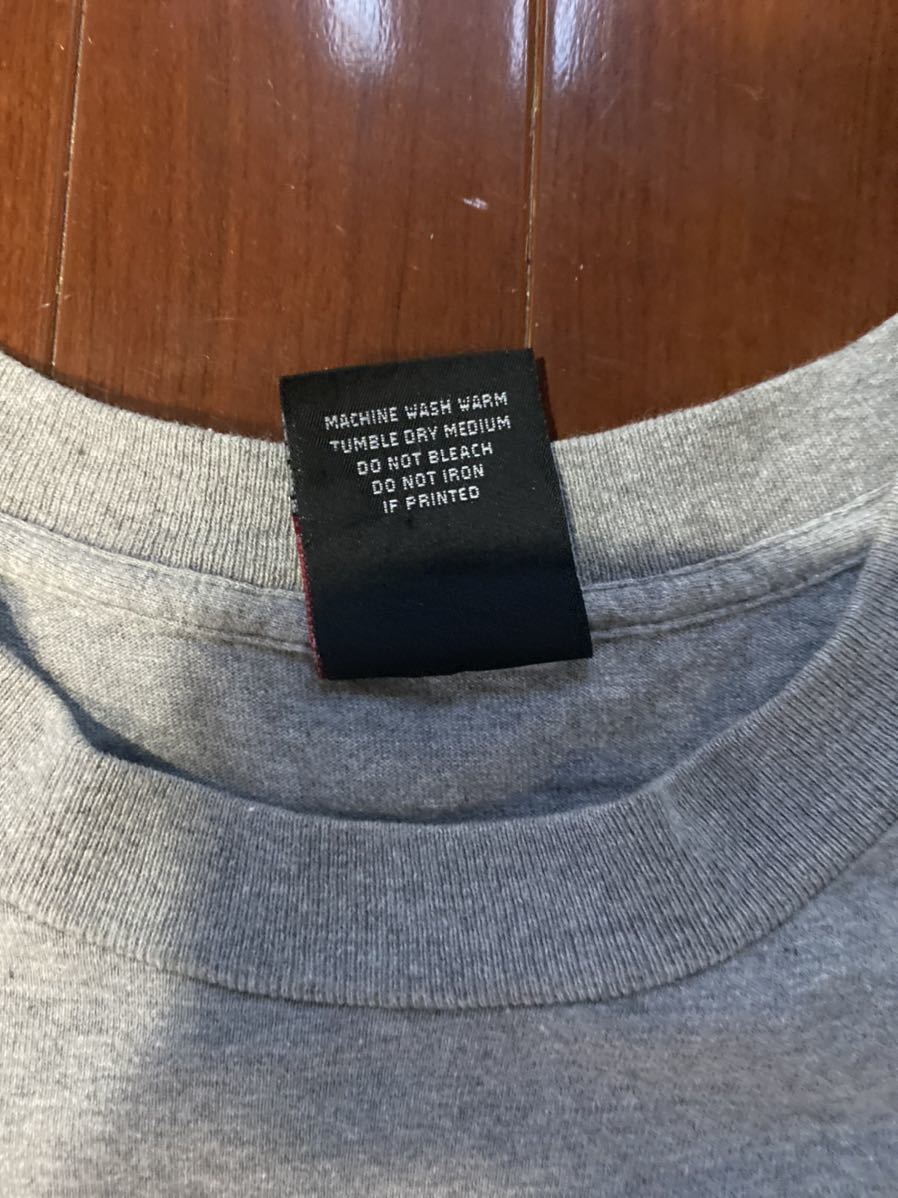 MACHINE WASH WARM
TUMBLE DRY MEDIUM
DO NOT BLEACH
DO NOT IRON
IF PRINTED